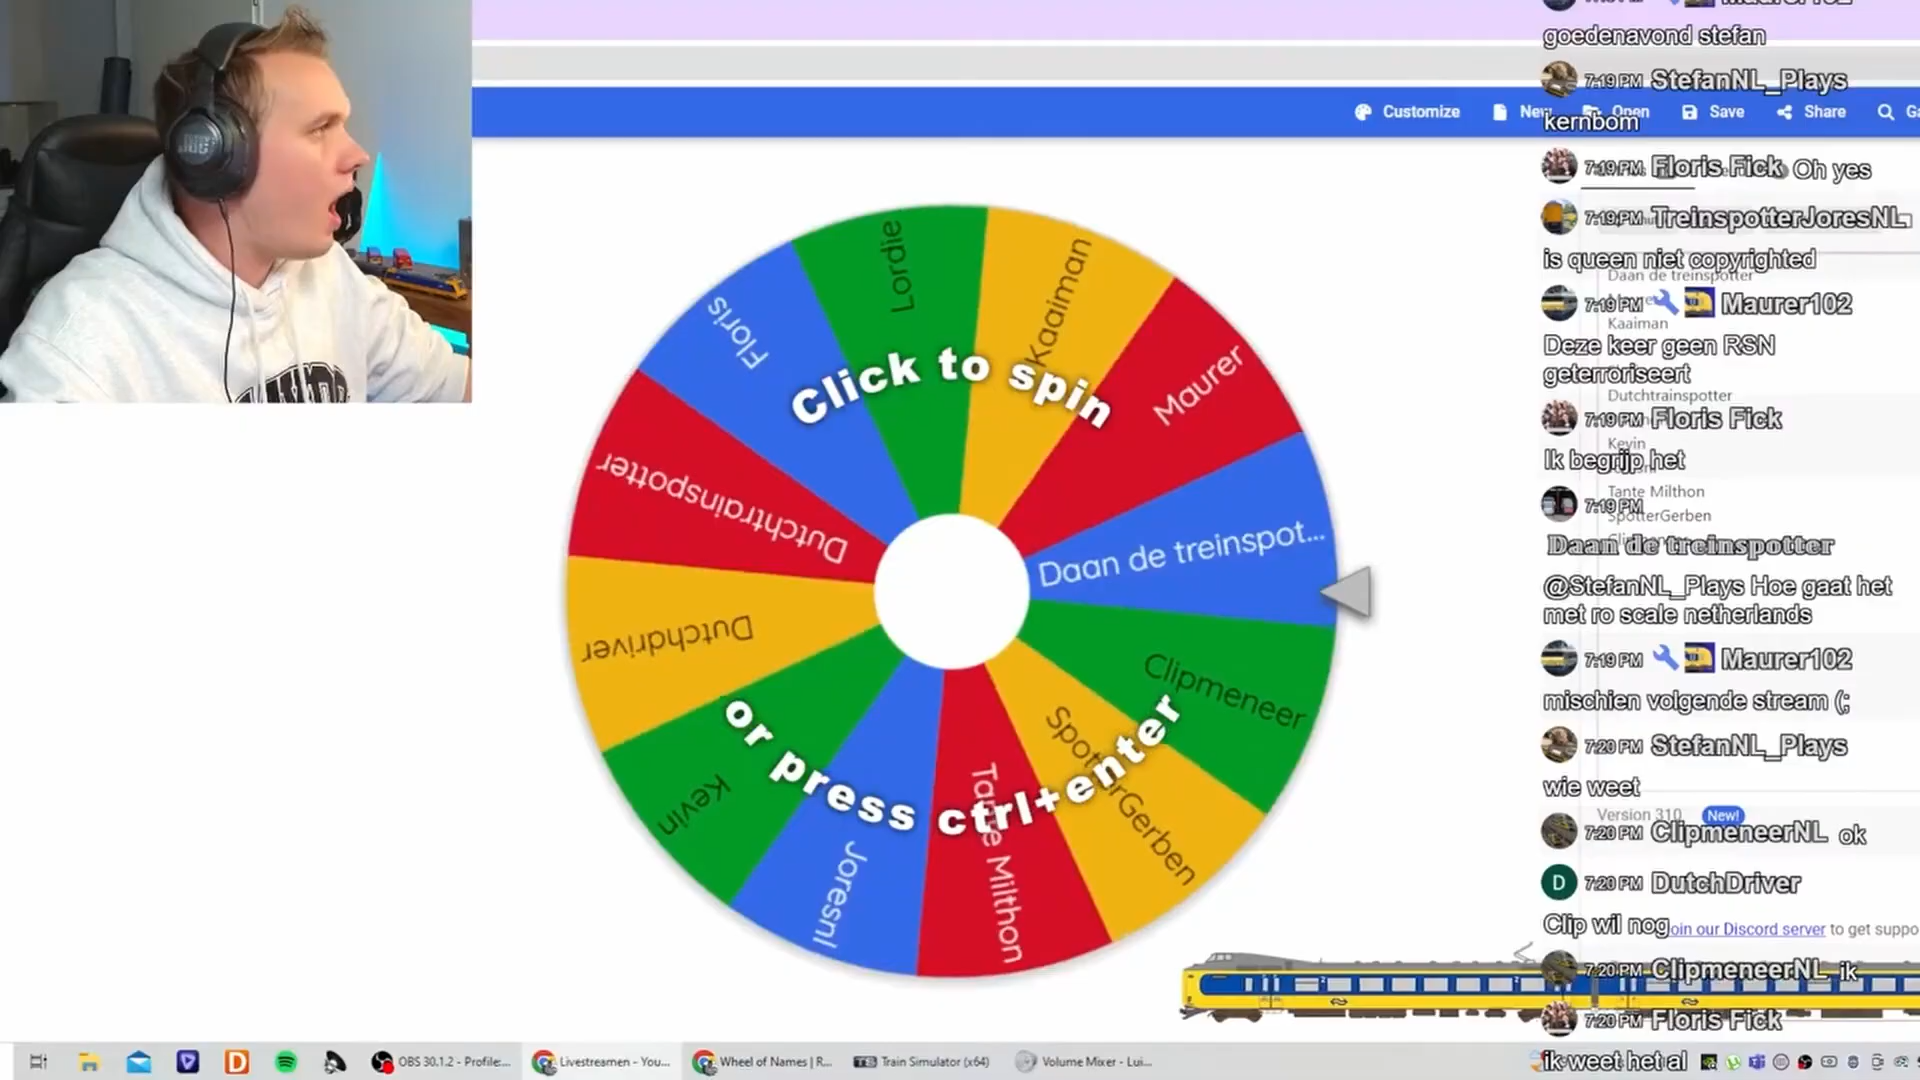 goedenavond stefan
Customize New Open Save Share
7:19 PM StefanNL_Plays
kernbom
7:19 PM Floris Fick Oh yes
7:19 PM TreinspotterJoresNL
is queen niet copyrighted
Daan de treinspotter
7:19 PM Maurer102
Kaaiman
Deze keer geen RSN
geterroriseert
Dutchtrainspotter
7:19 PM Floris Fick
Kevin
Ik begrijp het
Tante Milthon
7:19 PM
SpotterGerben
Daan de treinspotter
@StefanNL_Plays Hoe gaat het
met ro scale netherlands
7:19 PM Maurer102
mischien volgende stream (;
7:20 PM StefanNL_Plays
wie weet
Version 310 New!
7:20 PM ClipmeneerNL ok
D 7:20 PM DutchDriver
Clip wil nog
oin our Discord server to get suppo
7:20 PM ClipmeneerNL ik
7:20 PM Floris Fick
ik weet het al
Click to spin
or press ctrl+enter
Lordie
Kaaiman
Maurer
Daan de treinspot...
Clipmeneer
SpotterGerben
Tante Milthon
Joresnl
Kevin
Dutchdriver
Dutchtrainspotter
Floris
JBL
OBS 30.1.2 - Profile:...
Livestreamen - You...
Wheel of Names | R...
Train Simulator (x64)
Volume Mixer - Lui...